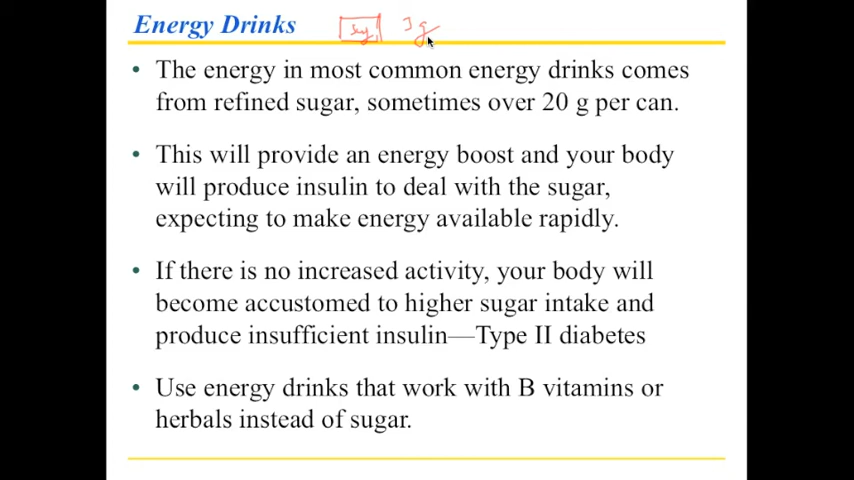 Energy Drinks 3g
• The energy in most common energy drinks comes
from refined sugar, sometimes over 20 g per can.
• This will provide an energy boost and your body
will produce insulin to deal with the sugar,
expecting to make energy available rapidly.
• If there is no increased activity, your body will
become accustomed to higher sugar intake and
produce insufficient insulin—Type II diabetes
• Use energy drinks that work with B vitamins or
herbals instead of sugar.